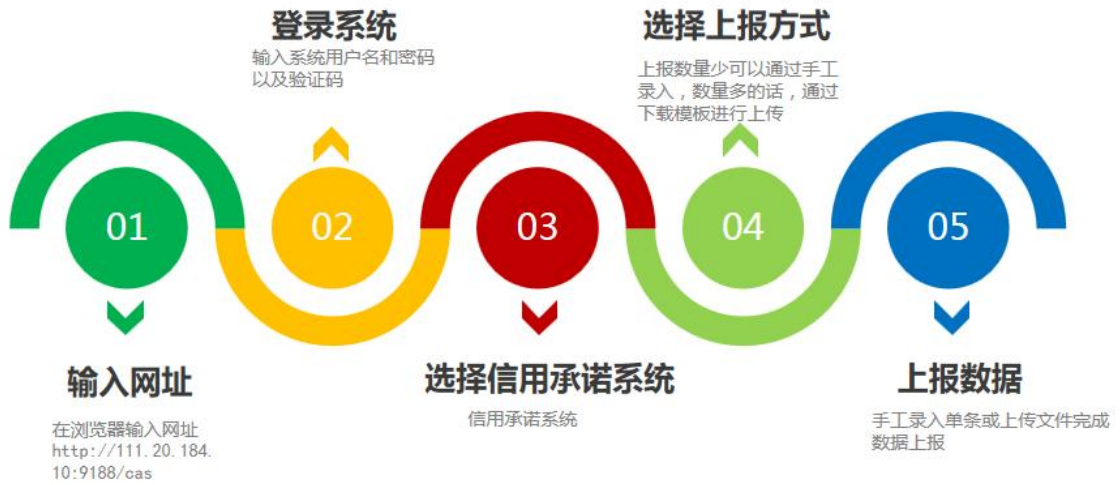 01
输入网址
在浏览器输入网址
http://111.20.184.
10:9188/cas
登录系统
输入系统用户名和密码
以及验证码
02
03
选择信用承诺系统
信用承诺系统
选择上报方式
上报数量少可以通过手工
录入，数量多的话，通过
下载模板进行上传
04
05
上报数据
手工录入单条或上传文件完成
数据上报